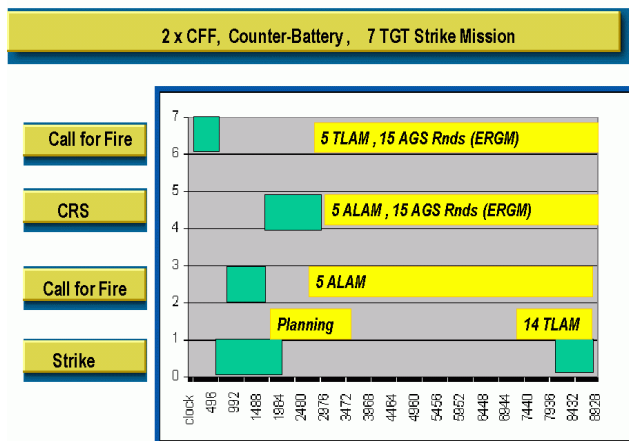 2 x CFF, Counter-Battery , 7 TGT Strike Mission
Call for Fire
CRS
Call for Fire
Strike
7
6
5
4
3
2
1
0
5 TLAM , 15 AGS Rnds (ERGM)
5 ALAM , 15 AGS Rnds (ERGM)
5 ALAM
Planning
14 TLAM
clock 496 992 1488 1984 2480 2976 3472 3968 4464 4960 5456 5952 6448 6944 7440 7936 8432 8928